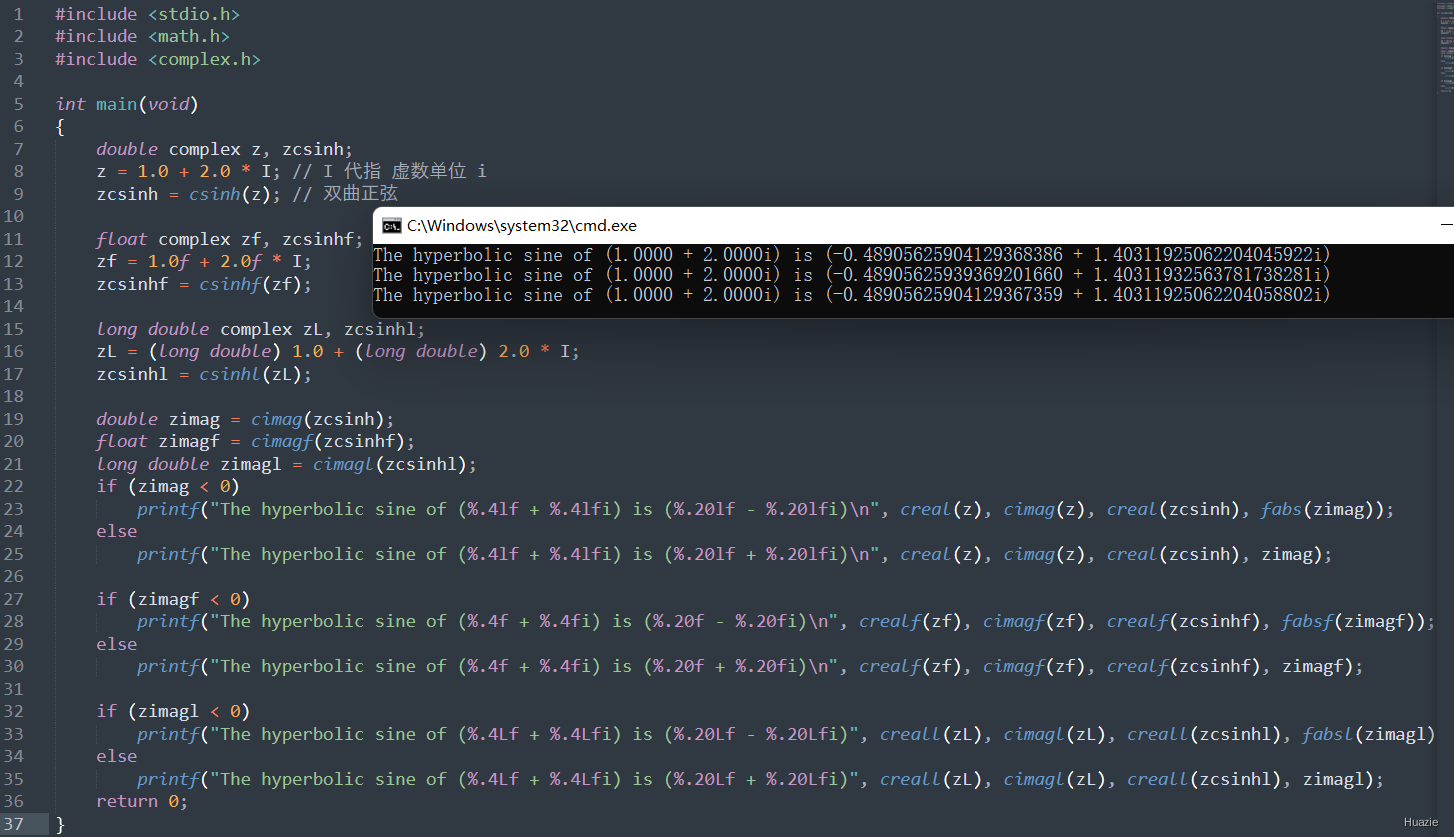 1 #include <stdio.h>
2 #include <math.h>
3 #include <complex.h>
4
5 int main(void)
6 {
7     double complex z, zcsinh;
8     z = 1.0 + 2.0 * I; // I 代指 虚数单位 i
9     zcsinh = csinh(z); // 双曲正弦
10
11     float complex zf, zcsinhf;
12     zf = 1.0f + 2.0f * I;
13     zcsinhf = csinhf(zf);
14
15     long double complex zL, zcsinhl;
16     zL = (long double) 1.0 + (long double) 2.0 * I;
17     zcsinhl = csinhl(zL);
18
19     double zimag = cimag(zcsinh);
20     float zimagf = cimagf(zcsinhf);
21     long double zimagl = cimagl(zcsinhl);
22     if (zimag < 0)
23         printf("The hyperbolic sine of (%.4lf + %.4lfi) is (%.20lf - %.20lfi)\n", creal(z), cimag(z), creal(zcsinh), fabs(zimag));
24     else
25         printf("The hyperbolic sine of (%.4lf + %.4lfi) is (%.20lf + %.20lfi)\n", creal(z), cimag(z), creal(zcsinh), zimag);
26
27     if (zimagf < 0)
28         printf("The hyperbolic sine of (%.4f + %.4fi) is (%.20f - %.20fi)\n", crealf(zf), cimagf(zf), crealf(zcsinhf), fabsf(zimagf));
29     else
30         printf("The hyperbolic sine of (%.4f + %.4fi) is (%.20f + %.20fi)\n", crealf(zf), cimagf(zf), crealf(zcsinhf), zimagf);
31
32     if (zimagl < 0)
33         printf("The hyperbolic sine of (%.4Lf + %.4Lfi) is (%.20Lf - %.20Lfi)", creall(zL), cimagl(zL), creall(zcsinhl), fabsl(zimagl)
34     else
35         printf("The hyperbolic sine of (%.4Lf + %.4Lfi) is (%.20Lf + %.20Lfi)", creall(zL), cimagl(zL), creall(zcsinhl), zimagl);
36     return 0;
37 }
C:\Windows\system32\cmd.exe
The hyperbolic sine of (1.0000 + 2.0000i) is (-0.48905625904129368386 + 1.40311925062204045922i)
The hyperbolic sine of (1.0000 + 2.0000i) is (-0.48905625939369201660 + 1.40311932563781738281i)
The hyperbolic sine of (1.0000 + 2.0000i) is (-0.48905625904129367359 + 1.40311925062204058802i)
Huazie